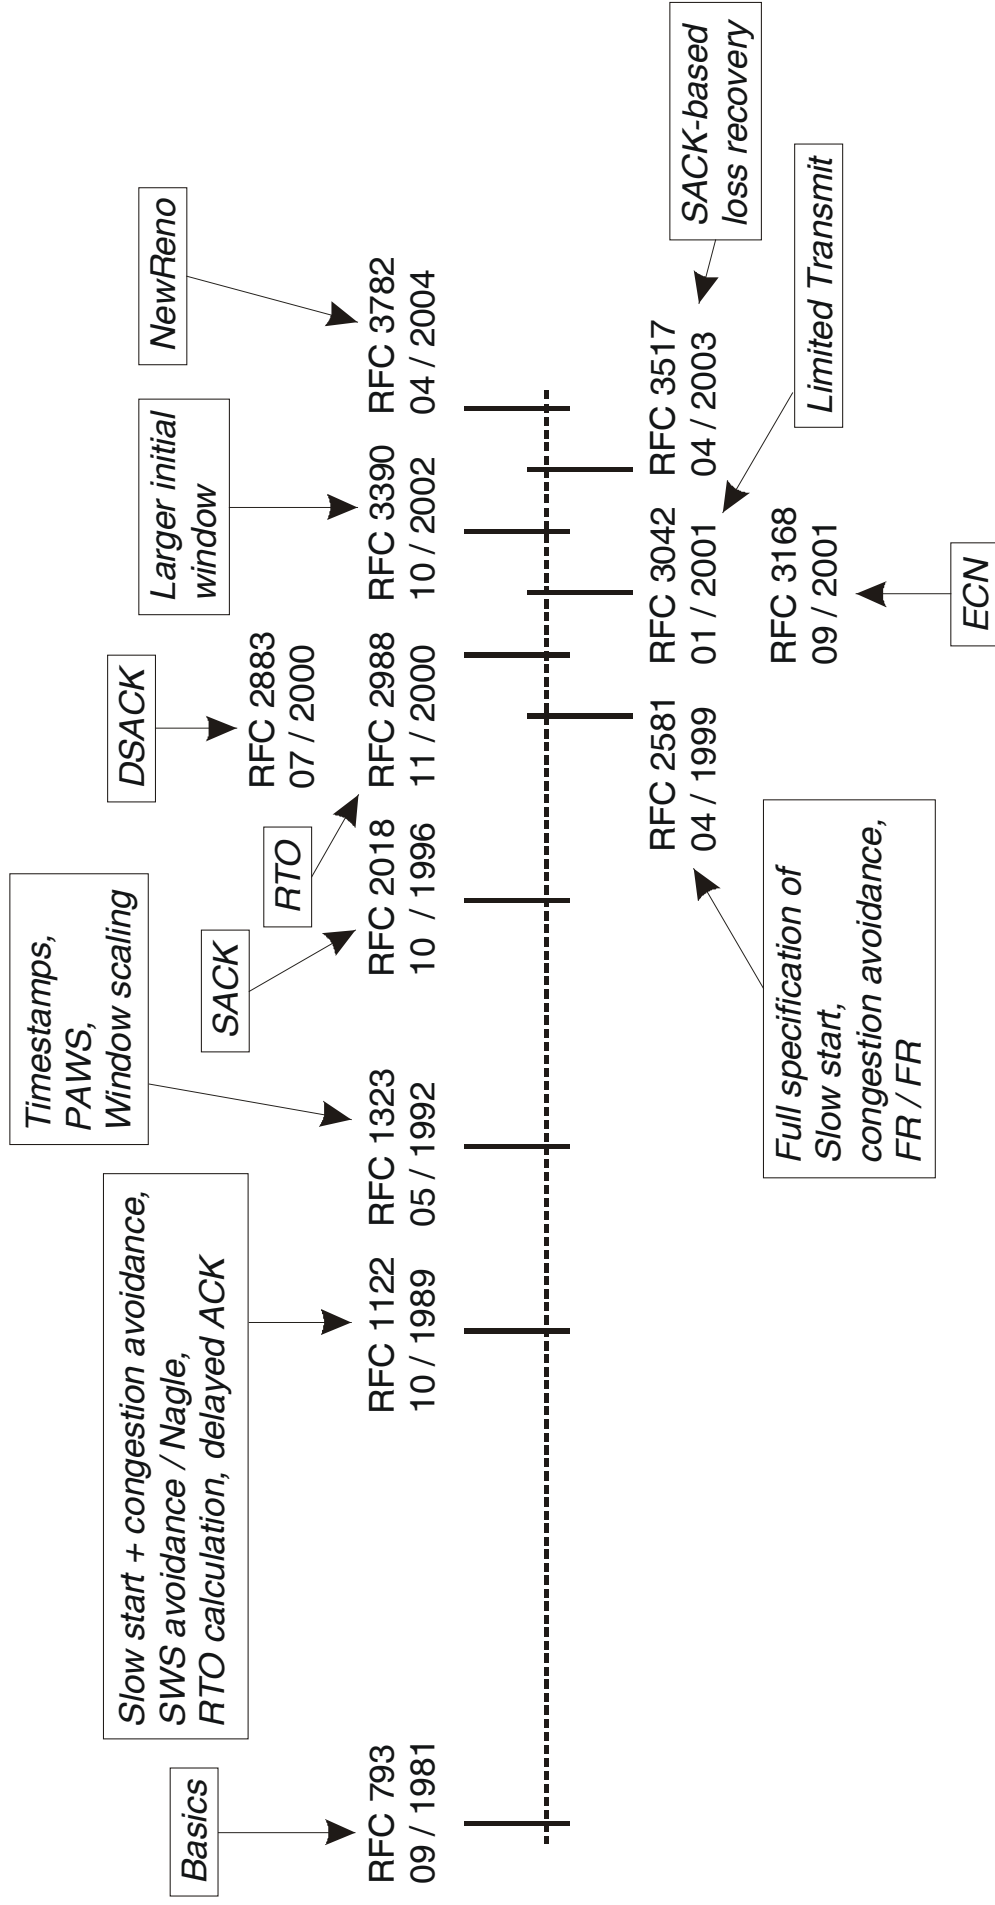 Timestamps,
PAWS,
Window scaling
Slow start + congestion avoidance,
SWS avoidance / Nagle,
RTO calculation, delayed ACK
Basics
SACK
RTO
DSACK
Larger initial
window
NewReno
RFC 793
09 / 1981
RFC 1122
10 / 1989
RFC 1323
05 / 1992
RFC 2018
10 / 1996
RFC 2883
07 / 2000
RFC 2988
11 / 2000
RFC 3390
10 / 2002
RFC 3782
04 / 2004
RFC 2581
04 / 1999
RFC 3042
01 / 2001
RFC 3168
09 / 2001
RFC 3517
04 / 2003
Full specification of
Slow start,
congestion avoidance,
FR / FR
ECN
Limited Transmit
SACK-based
loss recovery